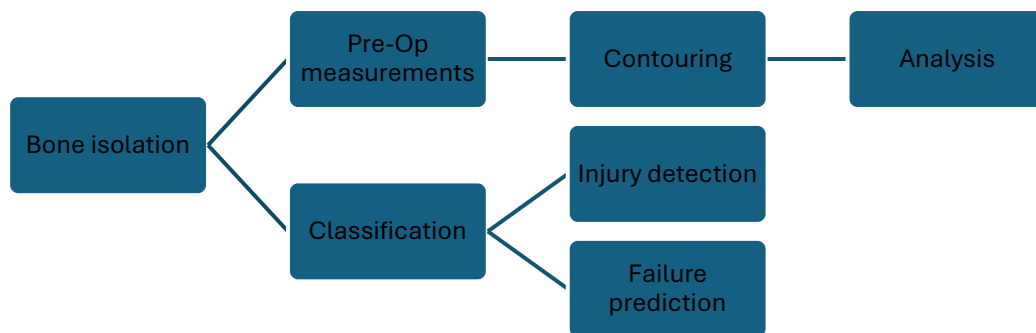 Pre-Op
measurements
Contouring
Analysis
Bone isolation
Injury detection
Classification
Failure
prediction